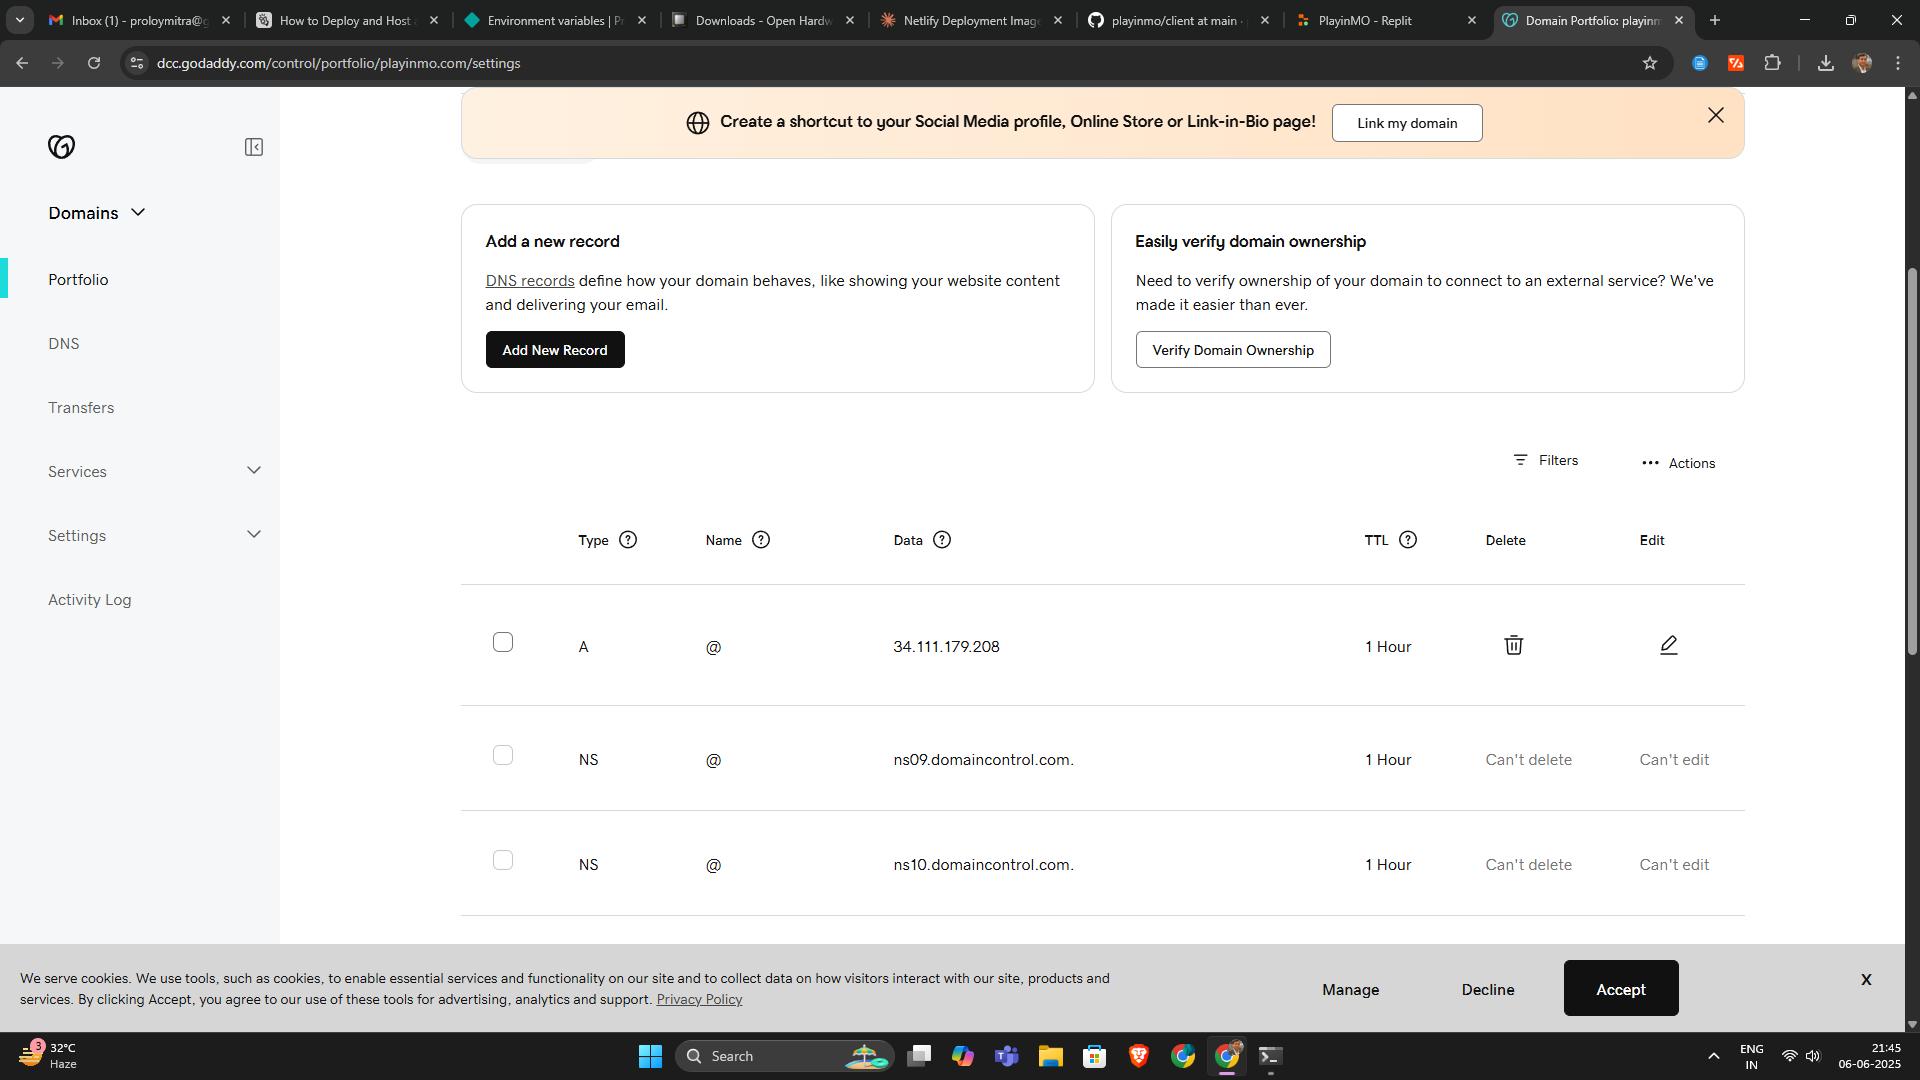 Inbox (1) - proloymitra@g
How to Deploy and Host
Environment variables | Pr
Downloads - Open Hardw
Netlify Deployment Image
playinmo/client at main ·
PlayinMO - Replit
Domain Portfolio: playinm
dcc.godaddy.com/control/portfolio/playinmo.com/settings
Create a shortcut to your Social Media profile, Online Store or Link-in-Bio page!
Link my domain
Domains
Portfolio
DNS
Transfers
Services
Settings
Activity Log
Add a new record
DNS records define how your domain behaves, like showing your website content
and delivering your email.
Add New Record
Easily verify domain ownership
Need to verify ownership of your domain to connect to an external service? We've
made it easier than ever.
Verify Domain Ownership
Filters
Actions
Type Name Data TTL Delete Edit
A @ 34.111.179.208 1 Hour
NS @ ns09.domaincontrol.com. 1 Hour Can't delete Can't edit
NS @ ns10.domaincontrol.com. 1 Hour Can't delete Can't edit
We serve cookies. We use tools, such as cookies, to enable essential services and functionality on our site and to collect data on how visitors interact with our site, products and
services. By clicking Accept, you agree to our use of these tools for advertising, analytics and support. Privacy Policy
Manage
Decline
Accept
X
3
32°C
Haze
Search
ENG
IN
21:45
06-06-2025